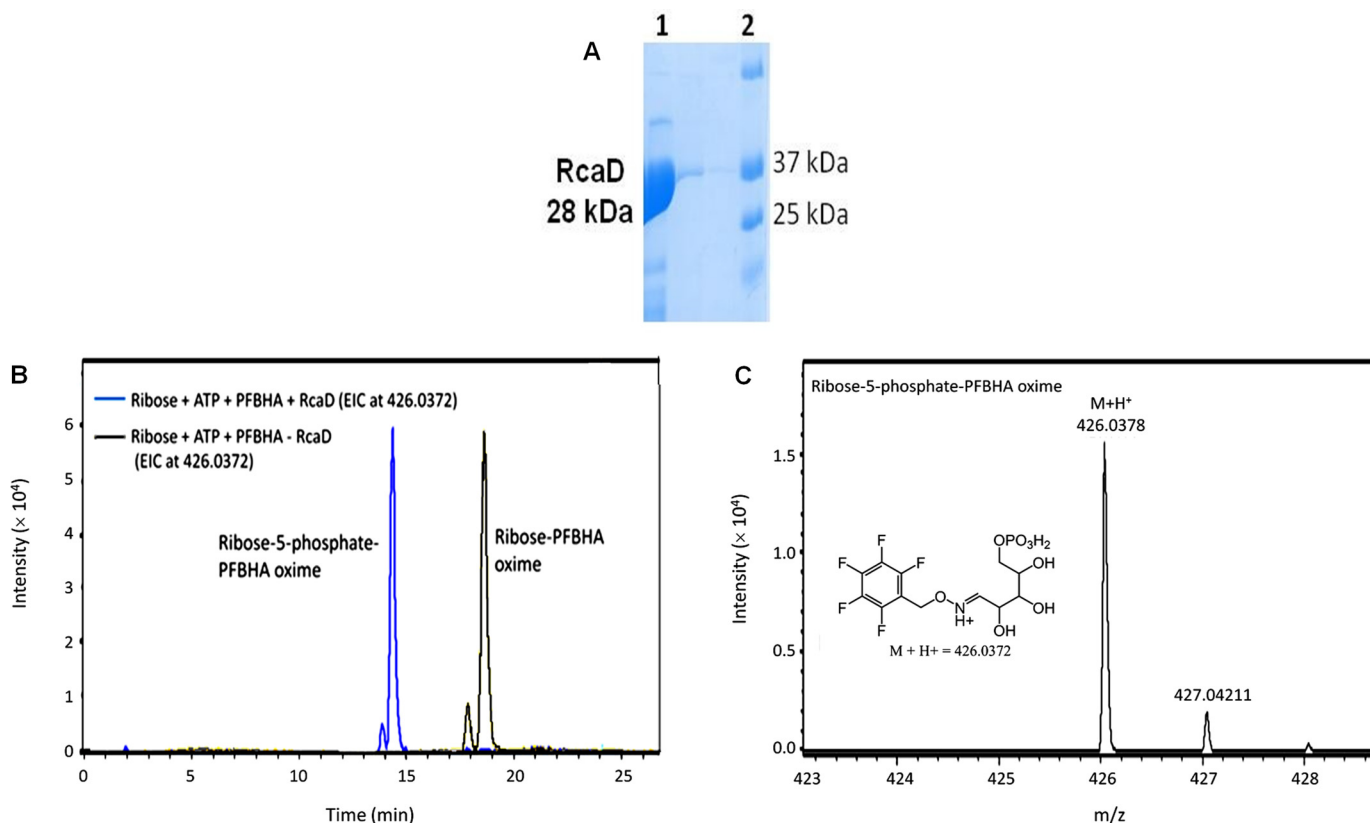 A
1 2
RcaD
28 kDa
37 kDa
25 kDa
B
Ribose + ATP + PFBHA + RcaD (EIC at 426.0372)
Ribose + ATP + PFBHA - RcaD
(EIC at 426.0372)
Ribose-5-phosphate-
PFBHA oxime
Ribose-PFBHA
oxime
Intensity (× 10⁴)
6
5
4
3
2
1
0
0 5 10 15 20 25
Time (min)
C
Ribose-5-phosphate-PFBHA oxime
M+H⁺
426.0378
427.04211
F
F
F
F
F
O
N
H+
OPO₃H₂
OH
OH
OH
M + H+ = 426.0372
Intensity (× 10⁴)
1.5
1.0
0.5
0.0
423 424 425 426 427 428
m/z